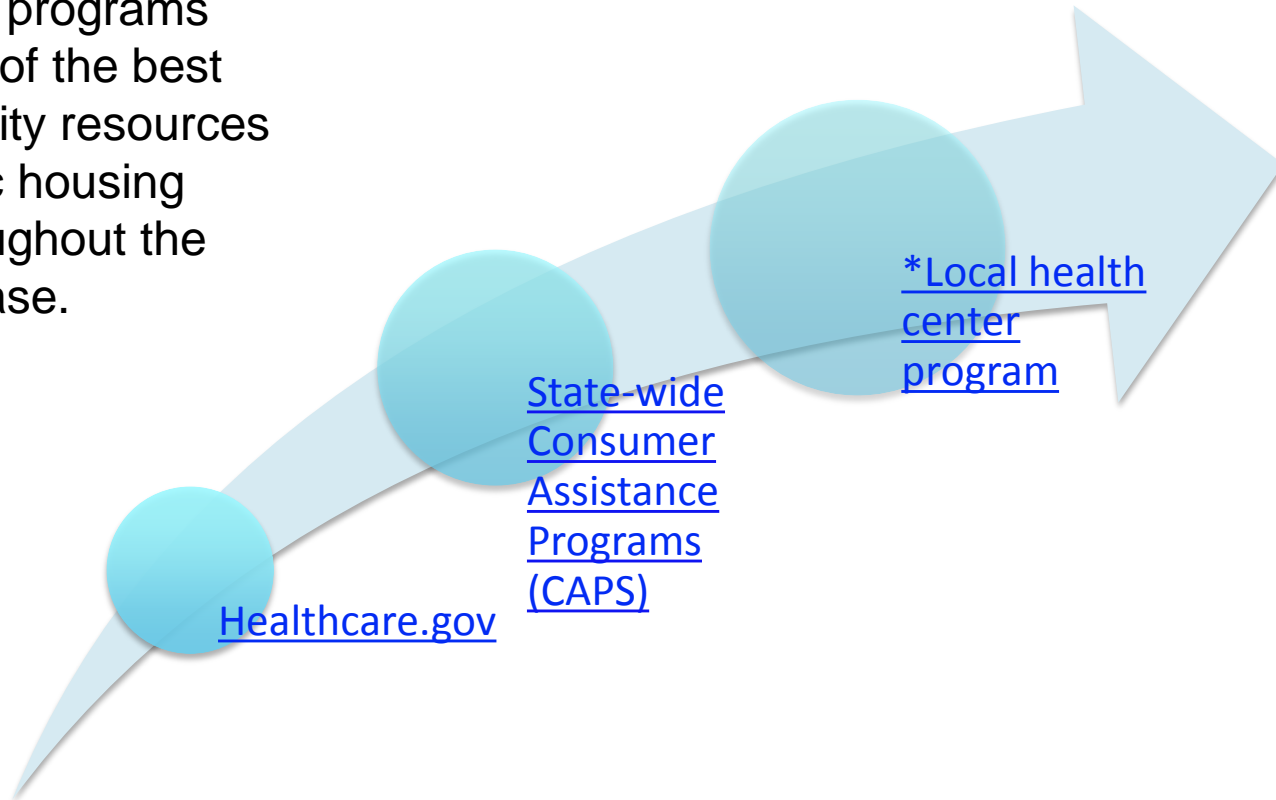 programs
of the best
ity resources
c housing
ughout the
ase.
*Local health
center
program
State-wide
Consumer
Assistance
Programs
(CAPS)
Healthcare.gov